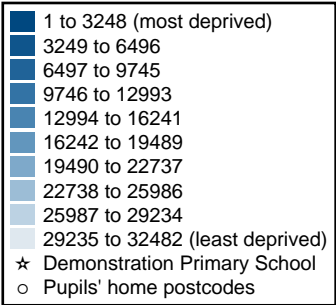 1 to 3248 (most deprived)
3249 to 6496
6497 to 9745
9746 to 12993
12994 to 16241
16242 to 19489
19490 to 22737
22738 to 25986
25987 to 29234
29235 to 32482 (least deprived)
Demonstration Primary School
Pupils' home postcodes